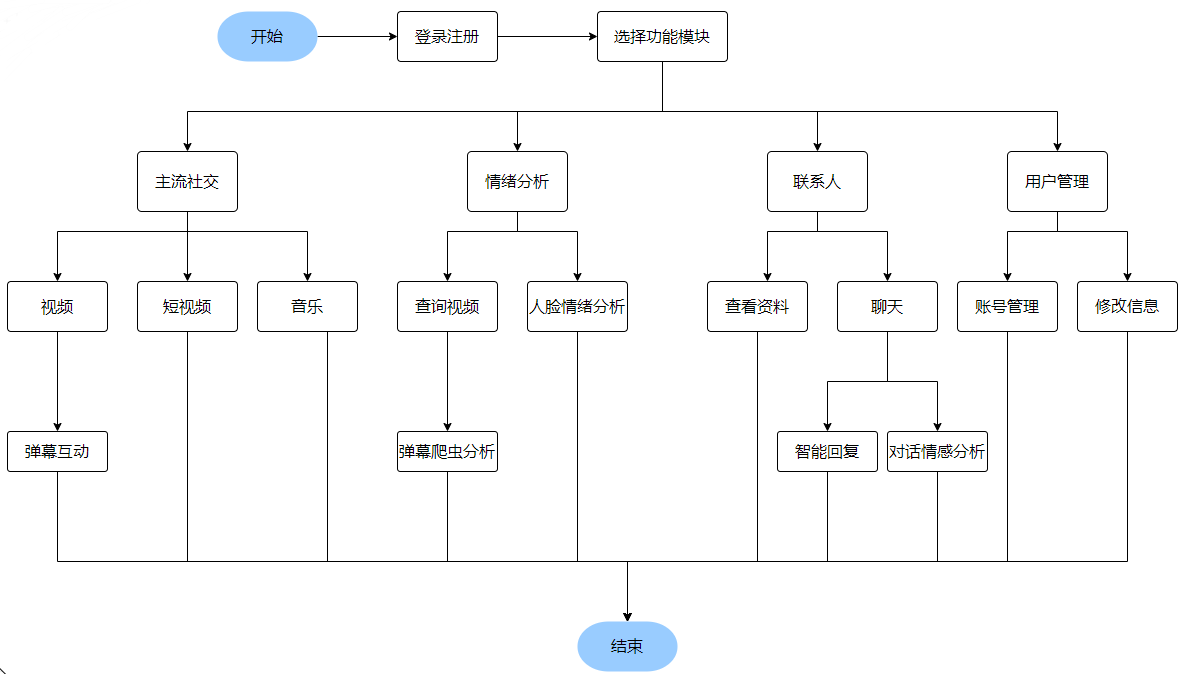 开始
登录注册
选择功能模块
主流社交
情绪分析
联系人
用户管理
视频
短视频
音乐
查询视频
人脸情绪分析
查看资料
聊天
账号管理
修改信息
弹幕互动
弹幕爬虫分析
智能回复
对话情感分析
结束